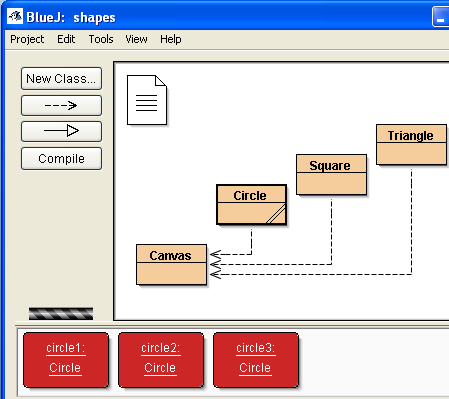 BlueJ: shapes
Project Edit Tools View Help
New Class...
Compile
Triangle
Square
Circle
Canvas
circle1:
Circle
circle2:
Circle
circle3:
Circle